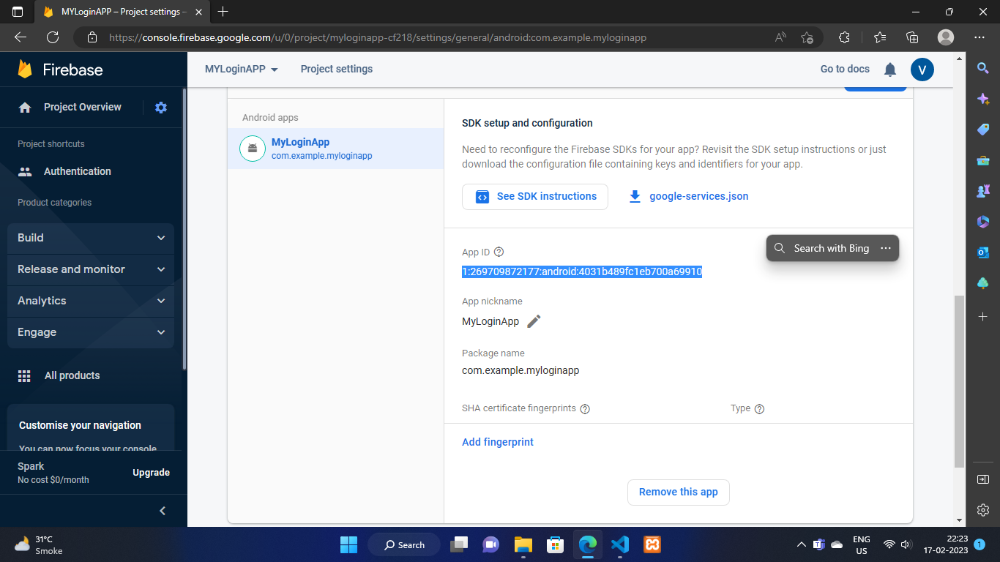 MYLoginAPP – Project settings –
https://console.firebase.google.com/u/0/project/myloginapp-cf218/settings/general/android:com.example.myloginapp
Firebase
MYLoginAPP
Project settings
Go to docs
V
Project Overview
Project shortcuts
Authentication
Product categories
Build
Release and monitor
Analytics
Engage
All products
Customise your navigation
You can now focus your console
Spark
No cost $0/month
Upgrade
Android apps
MyLoginApp
com.example.myloginapp
SDK setup and configuration
Need to reconfigure the Firebase SDKs for your app? Revisit the SDK setup instructions or just
download the configuration file containing keys and identifiers for your app.
See SDK instructions
google-services.json
App ID
Search with Bing
1:269709872177:android:4031b489fc1eb700a69910
App nickname
MyLoginApp
Package name
com.example.myloginapp
SHA certificate fingerprints
Type
Add fingerprint
Remove this app
31°C
Smoke
Search
ENG
US
22:23
17-02-2023
1